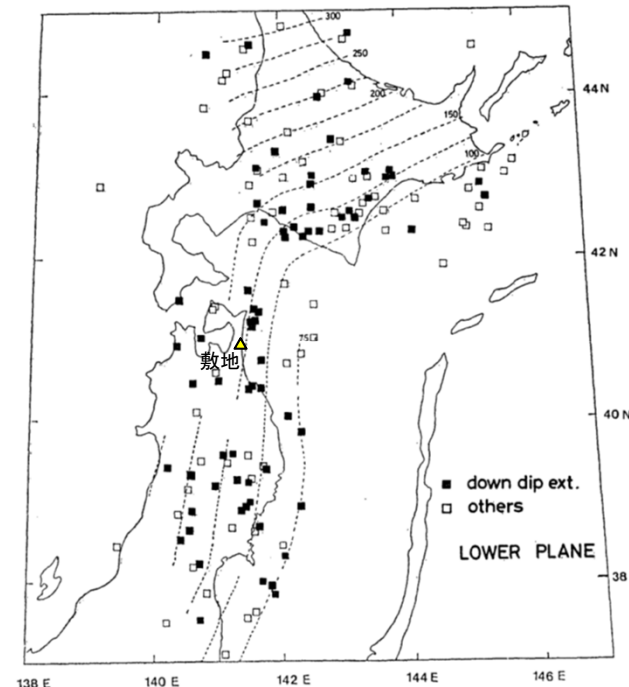 300
250
200
150
100
44 N
42 N
敷地
75
40 N
■ down dip ext.
□ others
LOWER PLANE
38
138 E
140 E
142 E
144 E
146 E